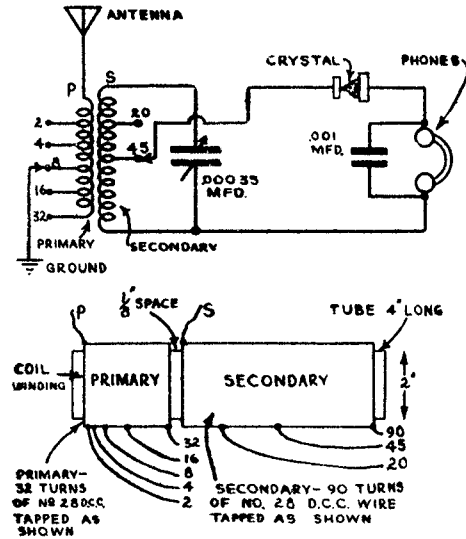 ANTENNA
P
S
CRYSTAL
PHONES
2
4
8
16
32
20
45
.00035
MFD.
.001
MFD.
PRIMARY
SECONDARY
GROUND
1/8" SPACE
P
S
TUBE 4" LONG
COIL
WINDING
PRIMARY
SECONDARY
2"
32
16
8
4
2
90
45
20
PRIMARY-
32 TURNS
OF NO. 28 D.C.C.
TAPPED AS
SHOWN
SECONDARY - 90 TURNS
OF NO. 28 D.C.C. WIRE
TAPPED AS SHOWN